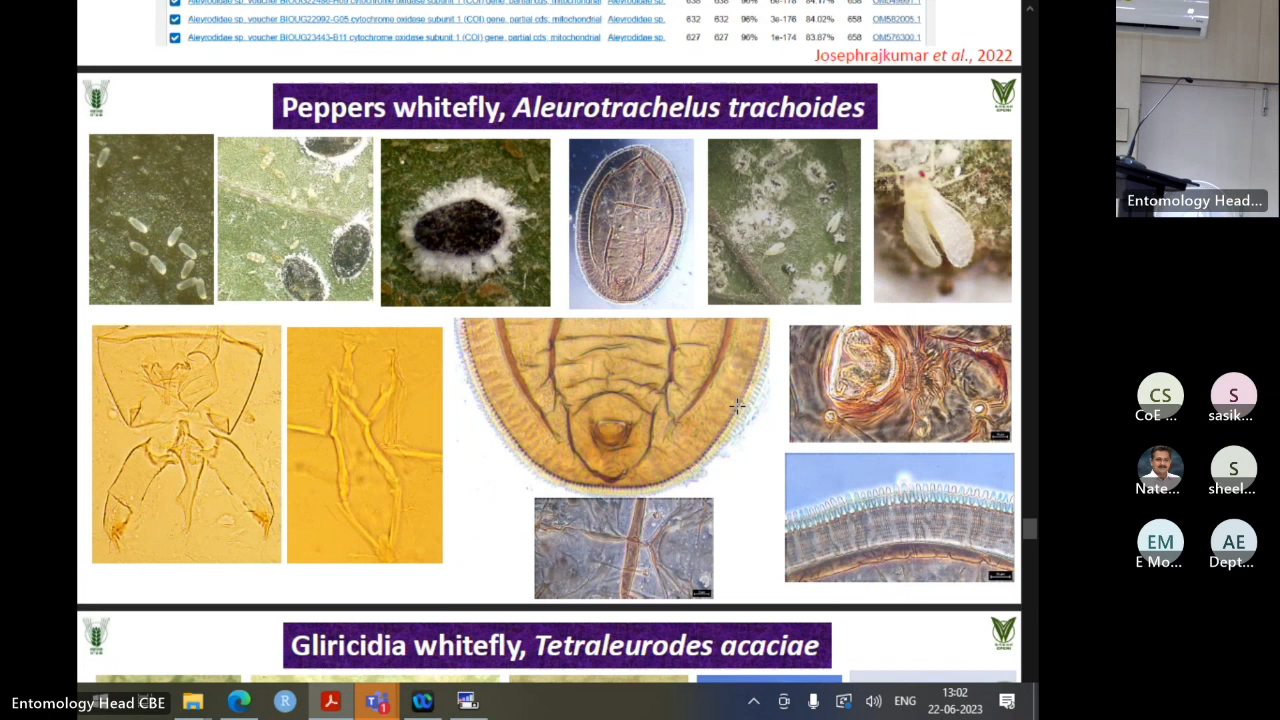 Aleyrodidae sp. voucher BIOUG22992-G05 cytochrome oxidase subunit 1 (COI) gene, partial cds; mitochondrial Aleyrodidae sp. 632 632 96% 3e-176 84.02% 658 OM582005.1
Aleyrodidae sp. voucher BIOUG23443-B11 cytochrome oxidase subunit 1 (COI) gene, partial cds; mitochondrial Aleyrodidae sp. 627 627 96% 1e-174 83.87% 658 OM576300.1
Josephrajkumar et al., 2022
Peppers whitefly, Aleurotrachelus trachoides
Gliricidia whitefly, Tetraleurodes acaciae
Entomology Head...
CS
CoE ...
S
sasik...
Nate...
S
sheel...
EM
E Mo...
AE
Dept...
Entomology Head CBE
R
1
ENG
13:02
22-06-2023